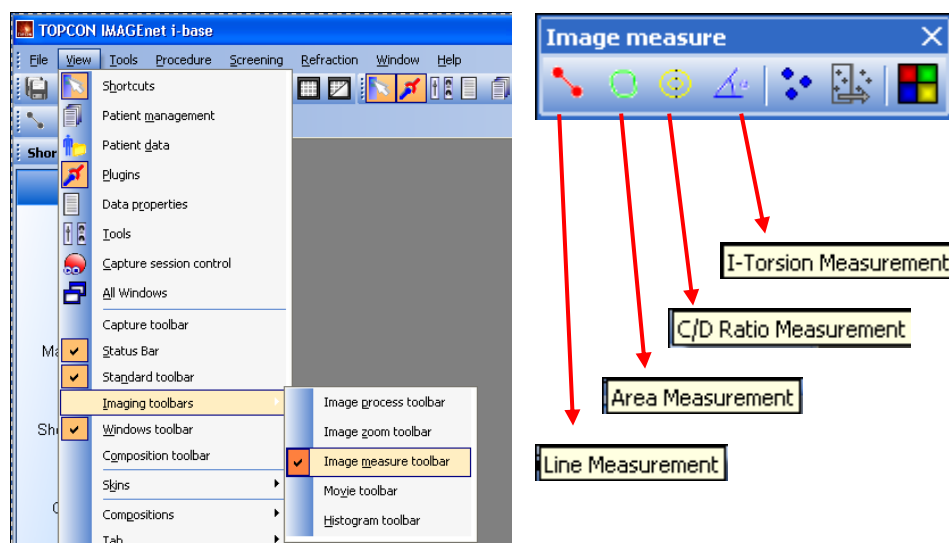 TOPCON IMAGEnet i-base
File View Tools Procedure Screening Refraction Window Help
Shortcuts
Patient management
Patient data
Shor
Plugins
Data properties
Tools
Capture session control
All Windows
Capture toolbar
Status Bar
Standard toolbar
Imaging toolbars
Windows toolbar
Composition toolbar
Skins
Compositions
Tab
Image process toolbar
Image zoom toolbar
Image measure toolbar
Movie toolbar
Histogram toolbar
Image measure
I-Torsion Measurement
C/D Ratio Measurement
Area Measurement
Line Measurement